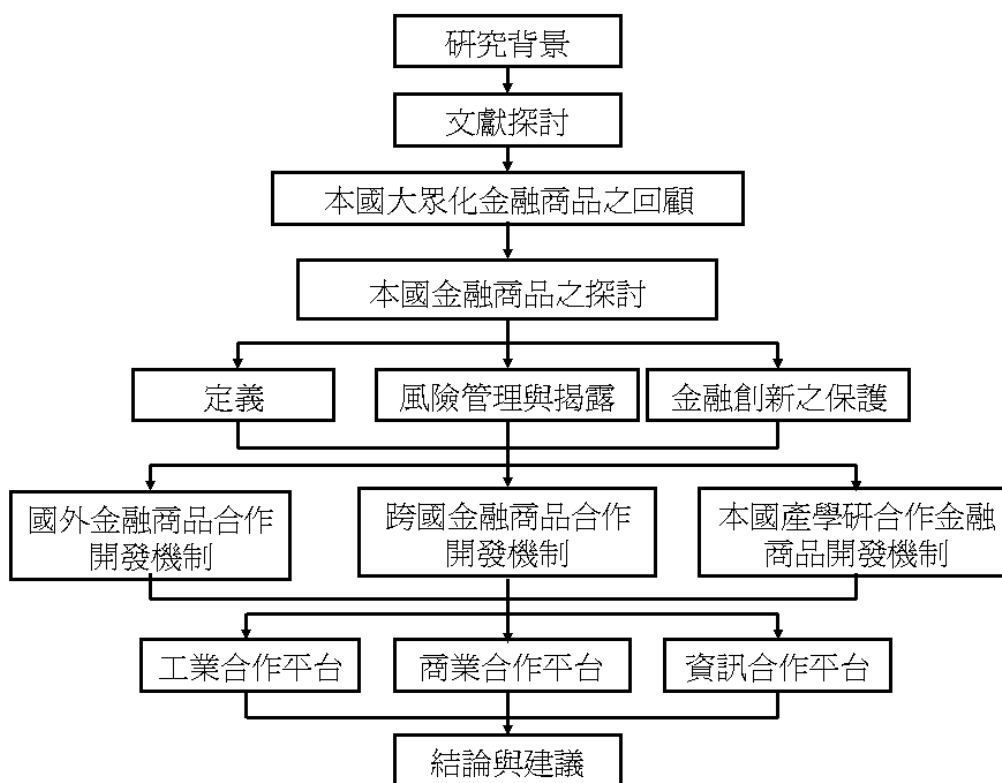 研究背景
文獻探討
本國大眾化金融商品之回顧
本國金融商品之探討
定義
風險管理與揭露
金融創新之保護
國外金融商品合作
開發機制
跨國金融商品合作
開發機制
本國產學研合作金融
商品開發機制
工業合作平台
商業合作平台
資訊合作平台
結論與建議